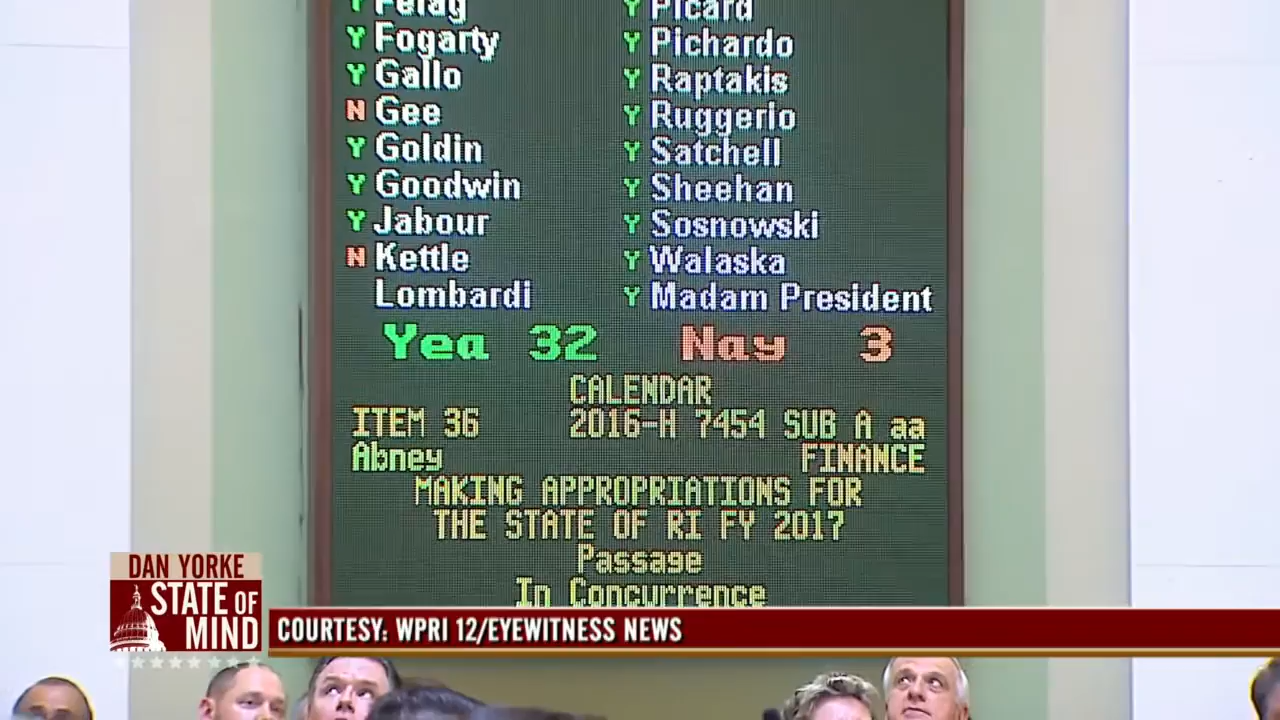 Y Felag
Y Fogarty
Y Gallo
N Gee
Y Goldin
Y Goodwin
Y Jabour
N Kettle
Lombardi
Y Picard
Y Pichardo
Y Raptakis
Y Ruggerio
Y Satchell
Y Sheehan
Y Sosnowski
Y Walaska
Y Madam President
Yea 32 Nay 3
CALENDAR
ITEM 36 2016-H 7454 SUB A aa
Abney FINANCE
MAKING APPROPRIATIONS FOR
THE STATE OF RI FY 2017
Passage
In Concurrence
DAN YORKE
STATE OF
MIND
COURTESY: WPRI 12/EYEWITNESS NEWS